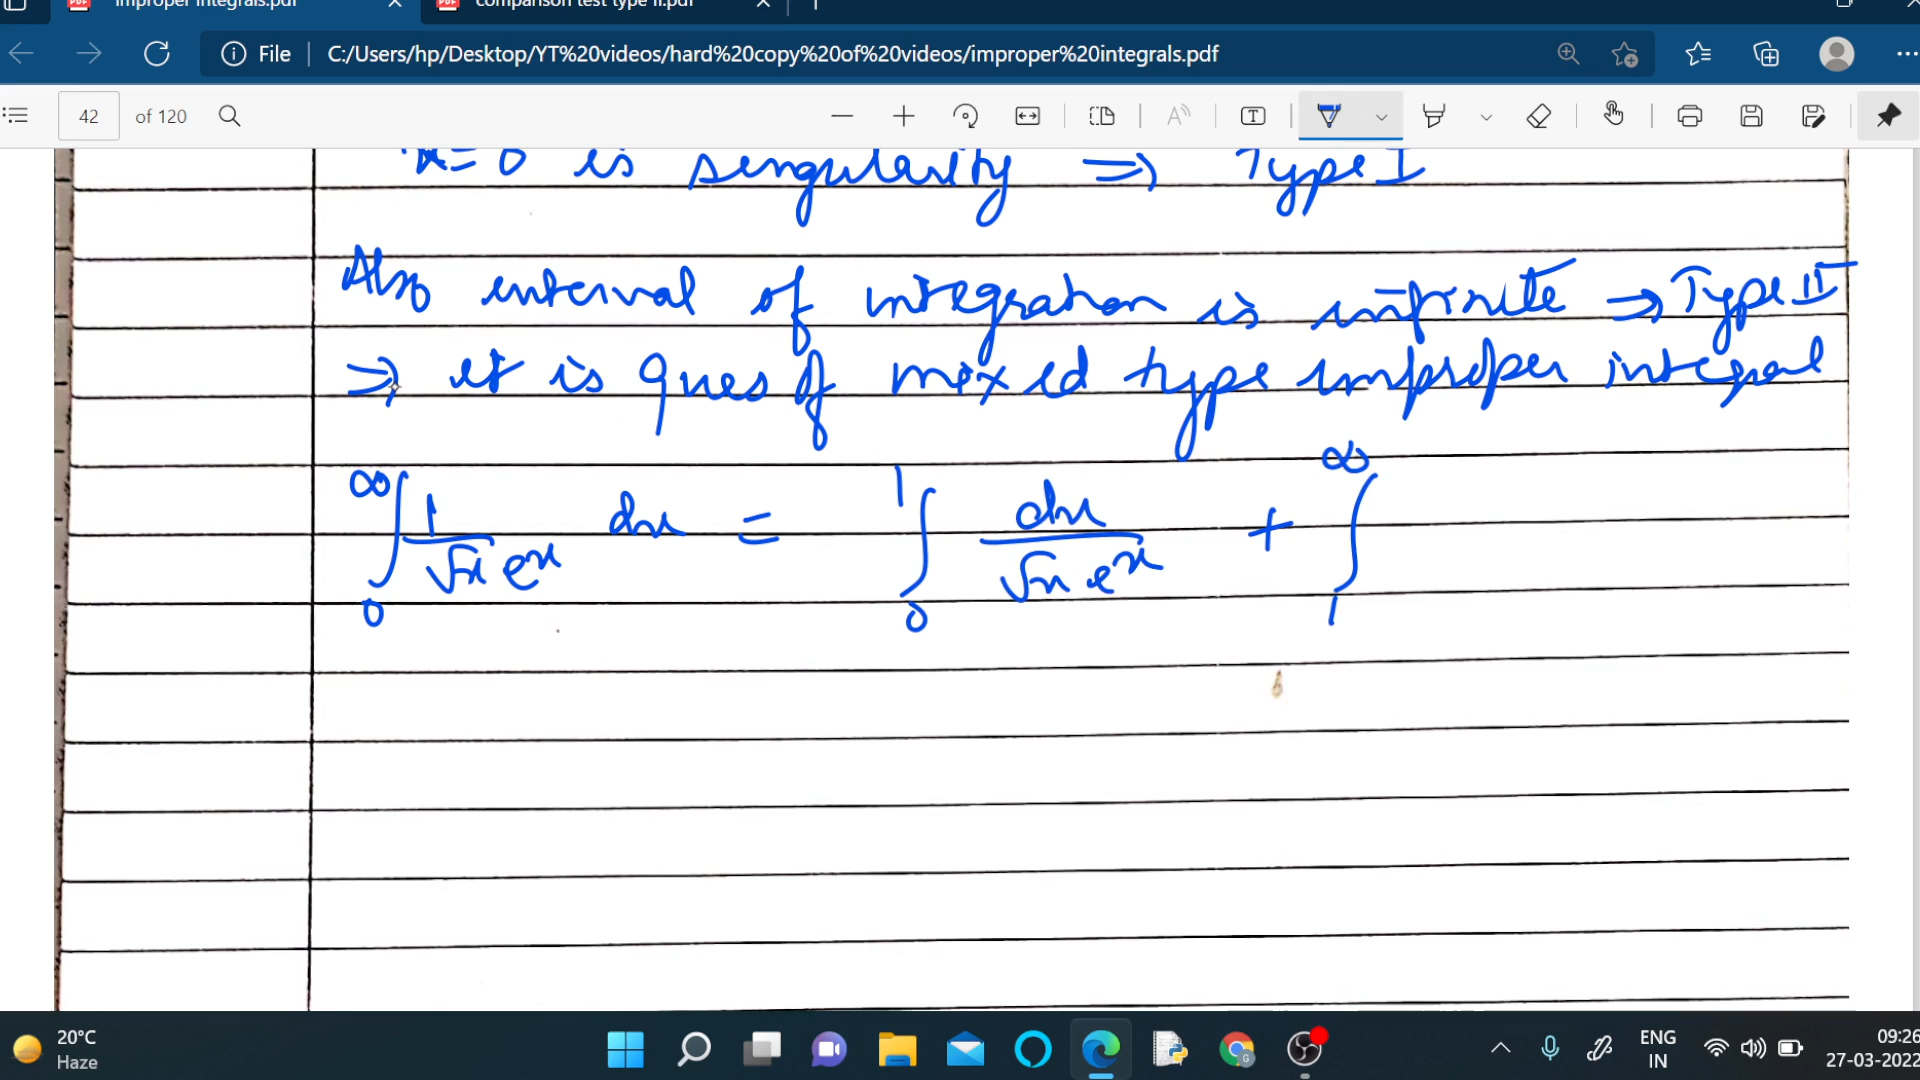 improper integrals.pdf
comparison test type II.pdf
File C:/Users/hp/Desktop/YT%20videos/hard%20copy%20of%20videos/improper%20integrals.pdf
42 of 120
x=0 is singularity ⇒ Type I
Also interval of integration is infinite ⇒ Type II
⇒ it is ques of mixed type improper integral
∫₀^∞ 1/(√x eˣ) dx = ∫₀¹ dx/(√x eˣ) + ∫₁^∞
20°C
Haze
ENG
IN
09:26
27-03-2022